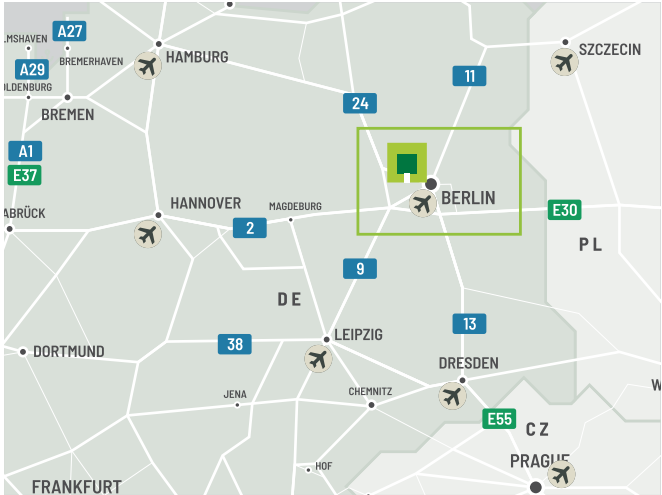 A27
LMSHAVEN
SZCZECIN
HAMBURG
BREMERHAVEN
A29
11
OLDENBURG
24
BREMEN
A1
E37
BERLIN
HANNOVER
MAGDEBURG
E30
ABRÜCK
2
PL
9
DE
13
LEIPZIG
38
DORTMUND
DRESDEN
JENA
CHEMNITZ
W
E55
CZ
PRAGUE
HOF
FRANKFURT